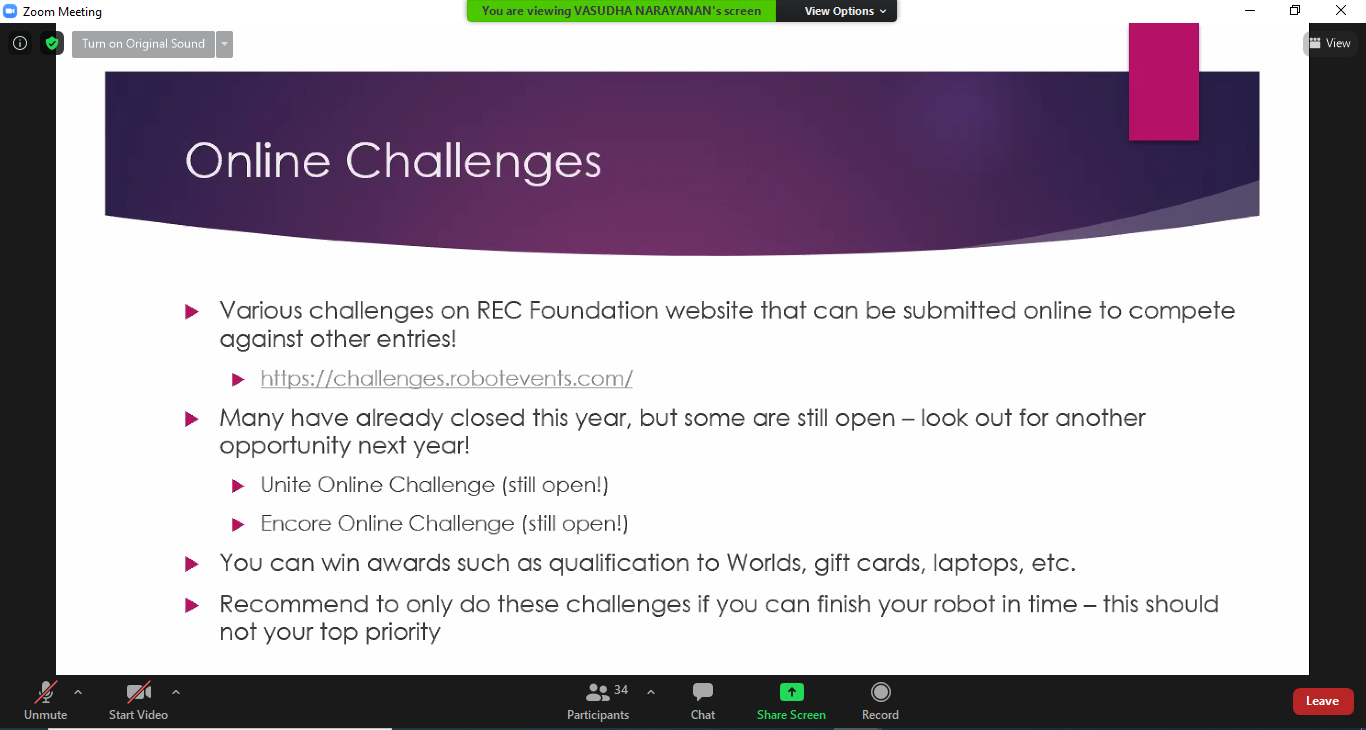 Zoom Meeting
You are viewing VASUDHA NARAYANAN's screen
View Options
Turn on Original Sound
View
Online Challenges
Various challenges on REC Foundation website that can be submitted online to compete
against other entries!
https://challenges.robotevents.com/
Many have already closed this year, but some are still open – look out for another
opportunity next year!
Unite Online Challenge (still open!)
Encore Online Challenge (still open!)
You can win awards such as qualification to Worlds, gift cards, laptops, etc.
Recommend to only do these challenges if you can finish your robot in time – this should
not your top priority
Unmute
Start Video
34
Participants
Chat
Share Screen
Record
Leave